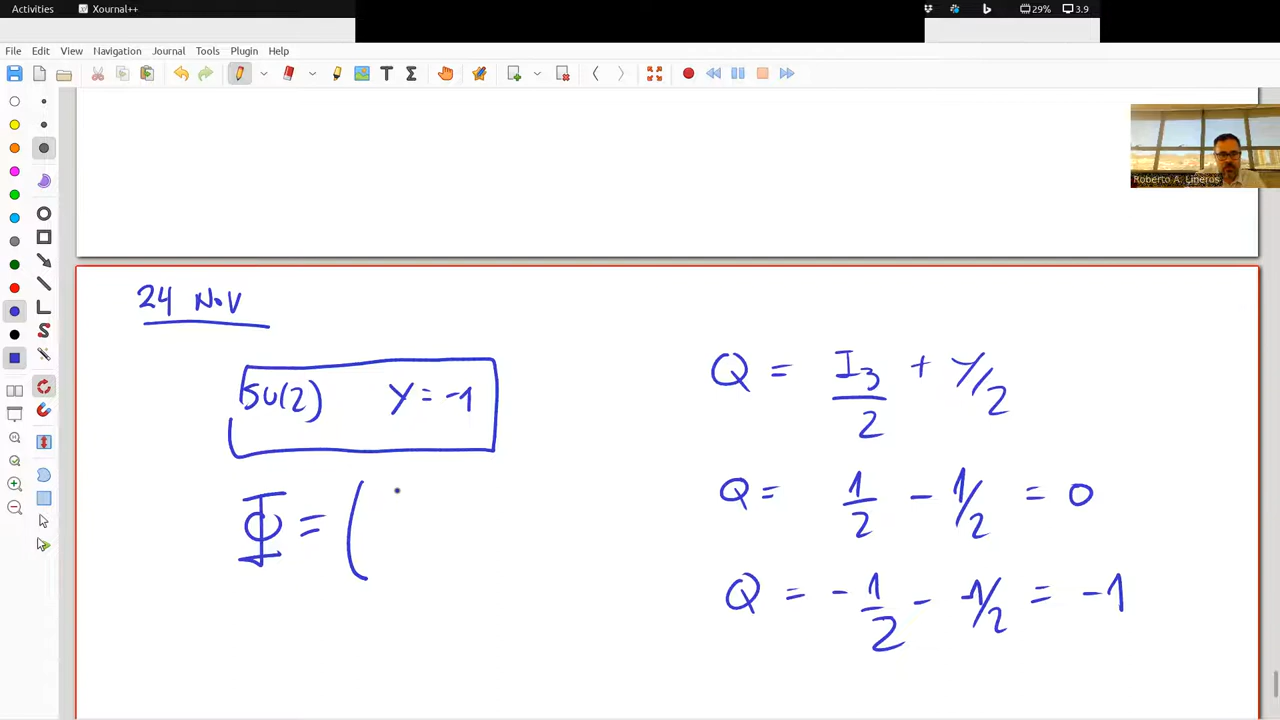 Activities Xournal++ 29% 3.9
File Edit View Navigation Journal Tools Plugin Help
Roberto A. Lineros
24 Nov
SU(2) Y = -1
Q = I₃/2 + Y/2
Φ = (
Q = 1/2 - 1/2 = 0
Q = -1/2 - 1/2 = -1